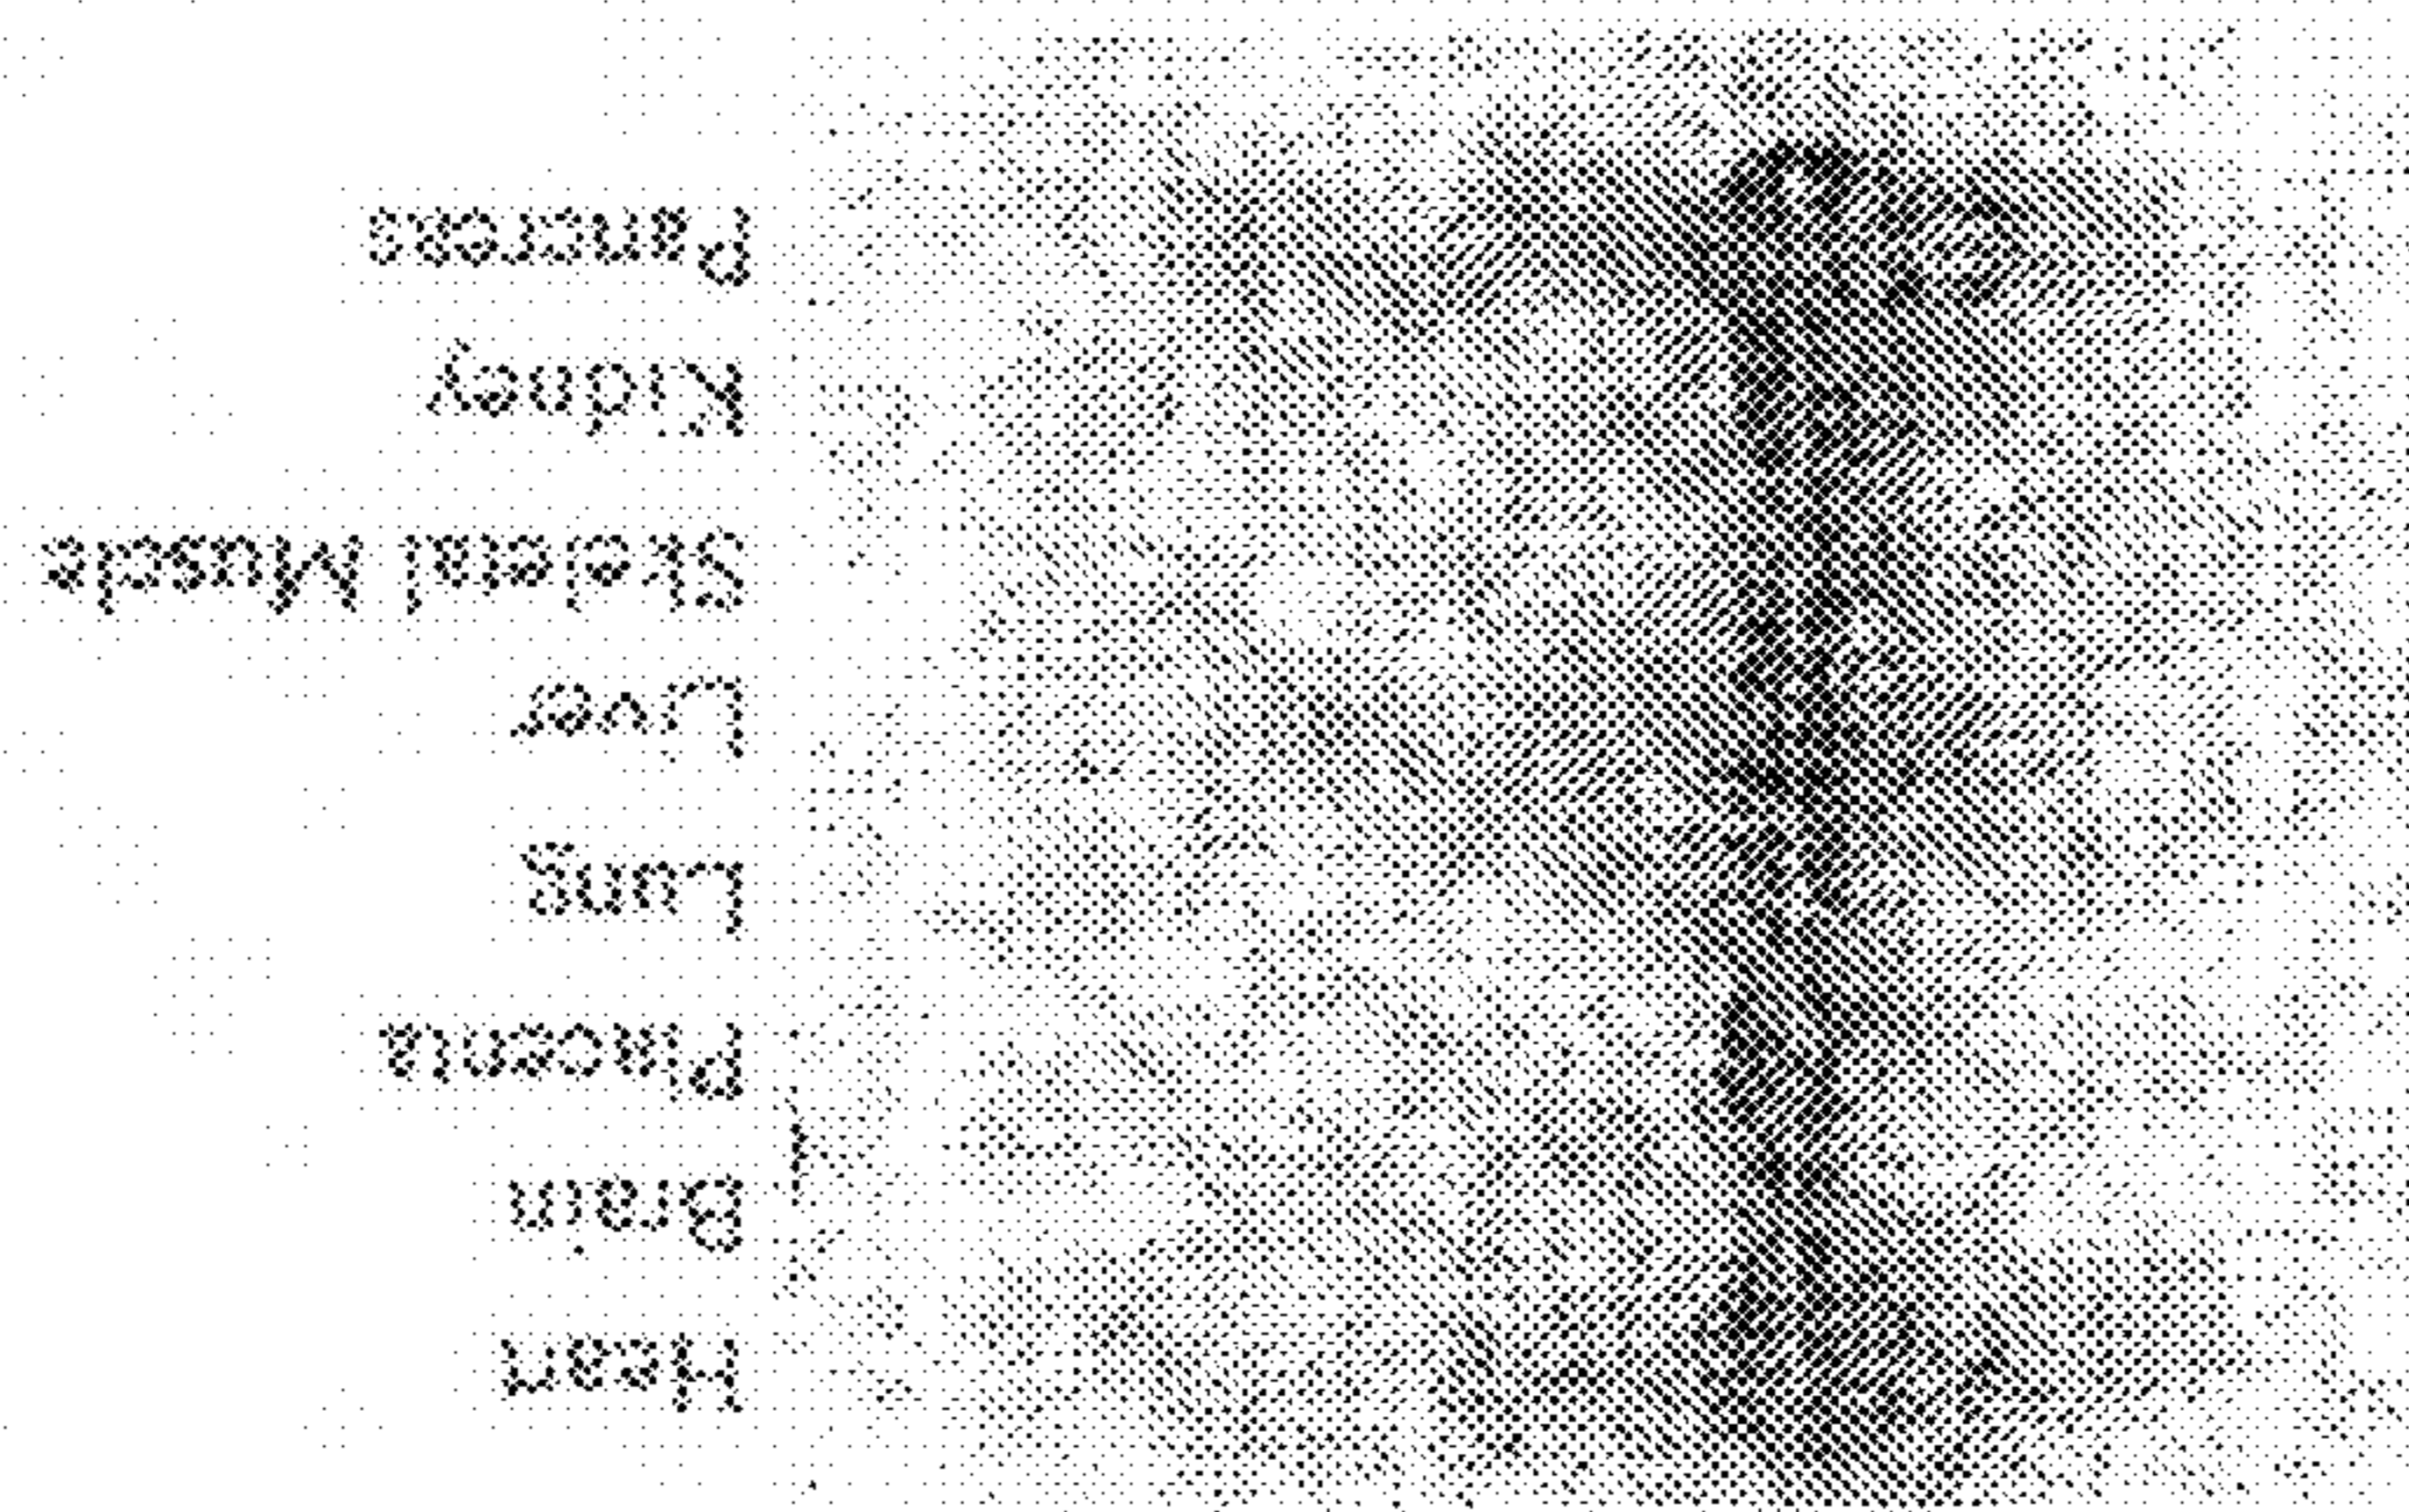 Heart
Brain
Placenta
Lung
Liver
Skeletal Muscle
Kidney
Pancreas